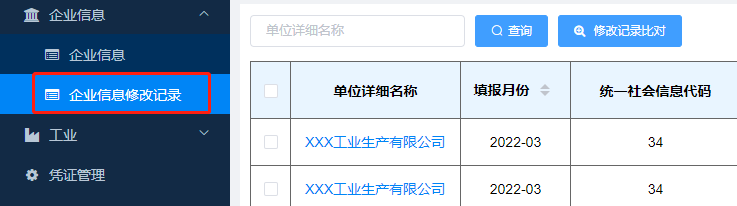 企业信息
企业信息
企业信息修改记录
工业
凭证管理
单位详细名称 查询 修改记录比对
单位详细名称 填报月份 统一社会信息代码
XXX工业生产有限公司 2022-03 34
XXX工业生产有限公司 2022-03 34